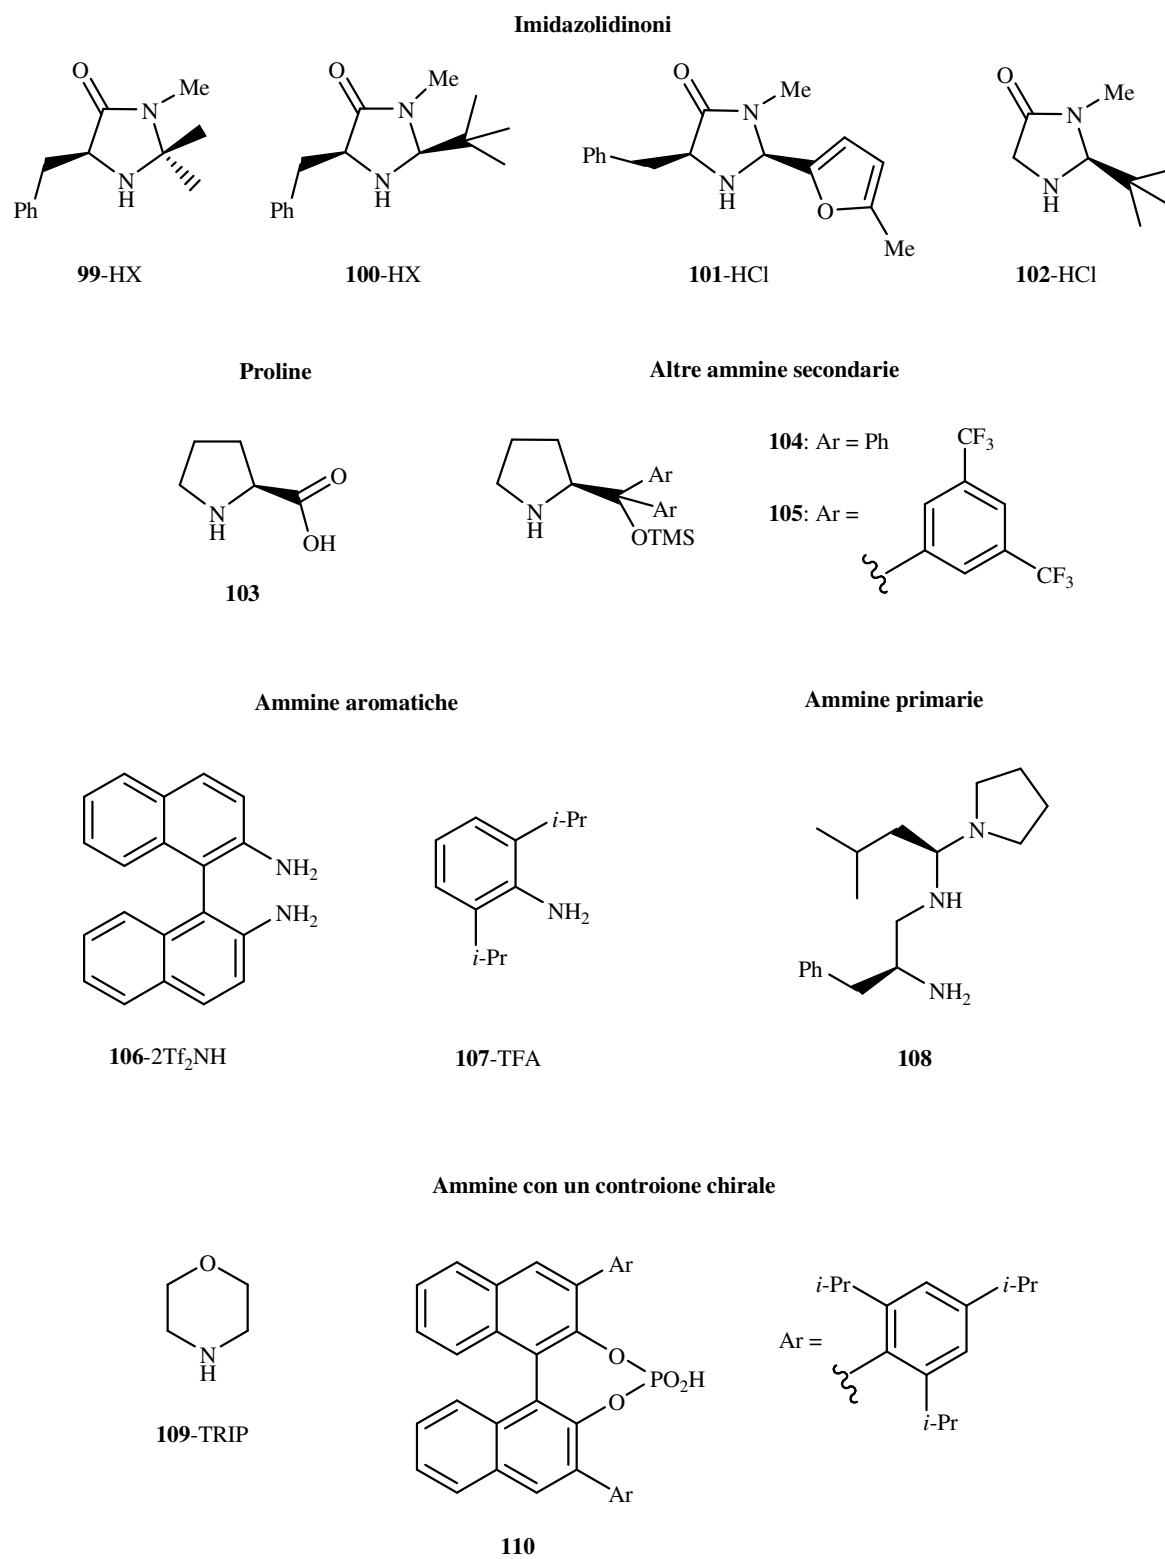 Imidazolidinoni
O
N
Me
N
H
Ph
O
N
Me
N
H
Ph
O
N
Me
N
H
Ph
O
Me
O
N
Me
N
H
99-HX
100-HX
101-HCl
102-HCl
Proline
Altre ammine secondarie
N
H
O
OH
N
H
Ar
Ar
OTMS
104: Ar = Ph
105: Ar =
CF3
CF3
103
Ammine aromatiche
Ammine primarie
NH2
NH2
i-Pr
NH2
i-Pr
N
NH
Ph
NH2
106-2Tf2NH
107-TFA
108
Ammine con un controione chirale
O
N
H
Ar
O
O
PO2H
Ar
Ar =
i-Pr
i-Pr
i-Pr
109-TRIP
110